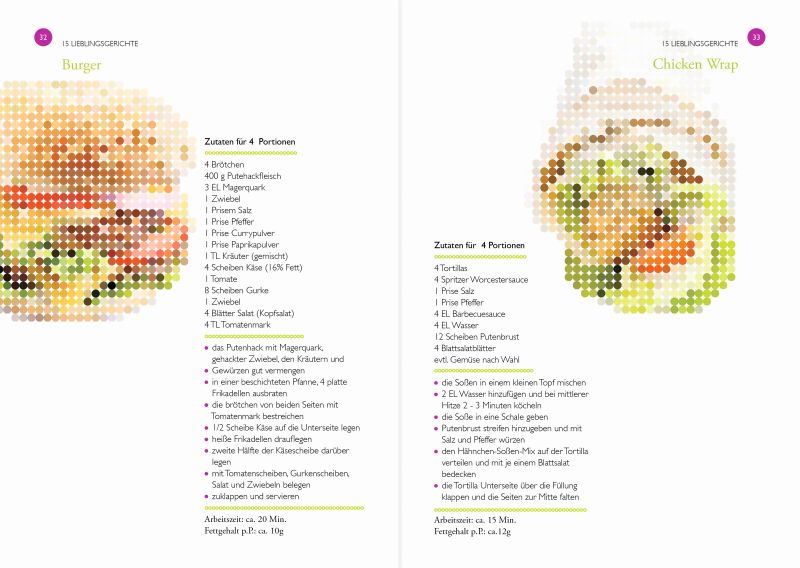 32
15 LIEBLINGSGERICHTE
Burger
Zutaten für 4 Portionen
4 Brötchen
400 g Putehackfleisch
3 EL Magerquark
1 Zwiebel
1 Prisem Salz
1 Prise Pfeffer
1 Prise Currypulver
1 Prise Paprikapulver
1 TL Kräuter (gemischt)
4 Scheiben Käse (16% Fett)
1 Tomate
8 Scheiben Gurke
1 Zwiebel
4 Blätter Salat (Kopfsalat)
4 TL Tomatenmark
das Putenhack mit Magerquark,
gehackter Zwiebel, den Kräutern und
Gewürzen gut vermengen
in einer beschichteten Pfanne, 4 platte
Frikadellen ausbraten
die brötchen von beiden Seiten mit
Tomatenmark bestreichen
1/2 Scheibe Käse auf die Unterseite legen
heiße Frikadellen drauflegen
zweite Hälfte der Käsescheibe darüber
legen
mit Tomatenscheiben, Gurkenscheiben,
Salat und Zwiebeln belegen
zuklappen und servieren
Arbeitszeit: ca. 20 Min.
Fettgehalt p.P.: ca. 10g
15 LIEBLINGSGERICHTE
33
Chicken Wrap
Zutaten für 4 Portionen
4 Tortillas
4 Spritzer Worcestersauce
1 Prise Salz
1 Prise Pfeffer
4 EL Barbecuesauce
4 EL Wasser
12 Scheiben Putenbrust
4 Blattsalatblätter
evtl. Gemüse nach Wahl
die Soßen in einem kleinen Topf mischen
2 EL Wasser hinzufügen und bei mittlerer
Hitze 2 - 3 Minuten köcheln
die Soße in eine Schale geben
Putenbrust streifen hinzugeben und mit
Salz und Pfeffer würzen
den Hähnchen-Soßen-Mix auf der Tortilla
verteilen und mit je einem Blattsalat
bedecken
die Tortilla Unterseite über die Füllung
klappen und die Seiten zur Mitte falten
Arbeitszeit: ca. 15 Min.
Fettgehalt p.P.: ca.12g